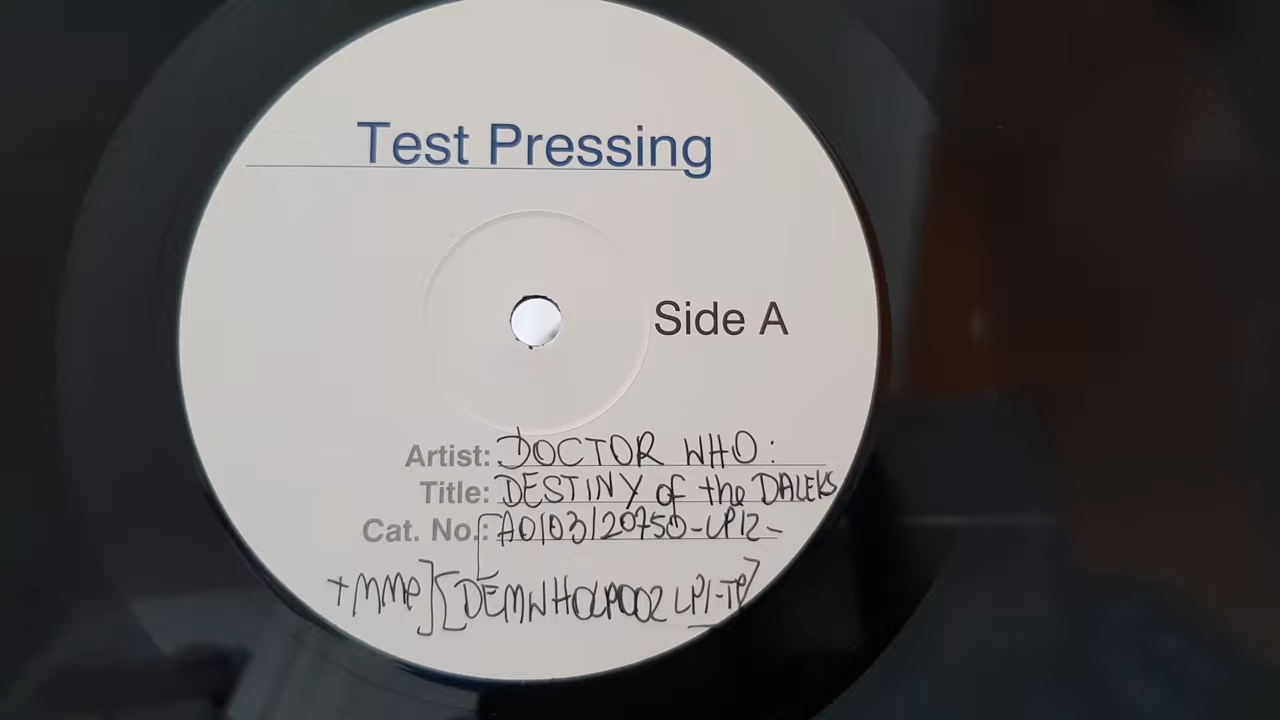 Test Pressing
Side A
Artist: DOCTOR WHO:
Title: DESTINY of the DALEKS
Cat. No.: [A0/03/20750-LP12-
+MMP][DEMWHOLP002 LP1-TP]